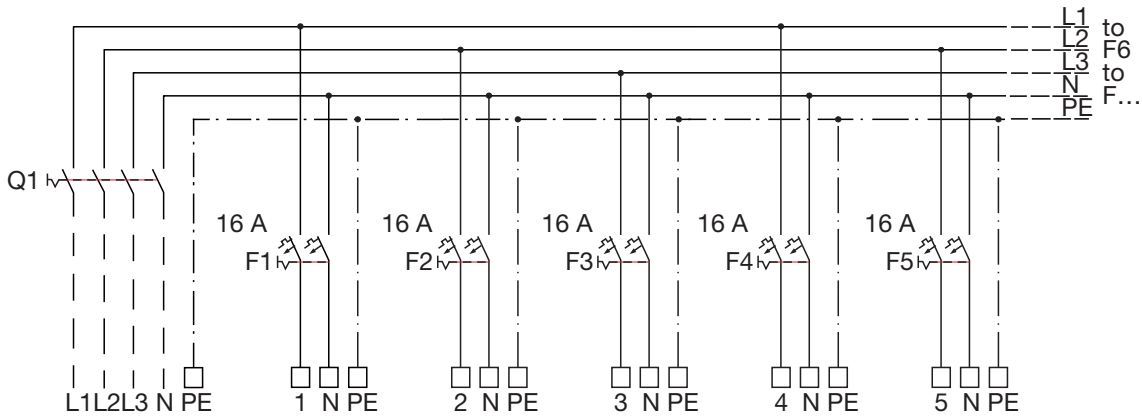 L1 to
L2 F6
L3 to
N F...
PE
Q1
16 A 16 A 16 A 16 A 16 A
F1 F2 F3 F4 F5
L1 L2 L3 N PE 1 N PE 2 N PE 3 N PE 4 N PE 5 N PE